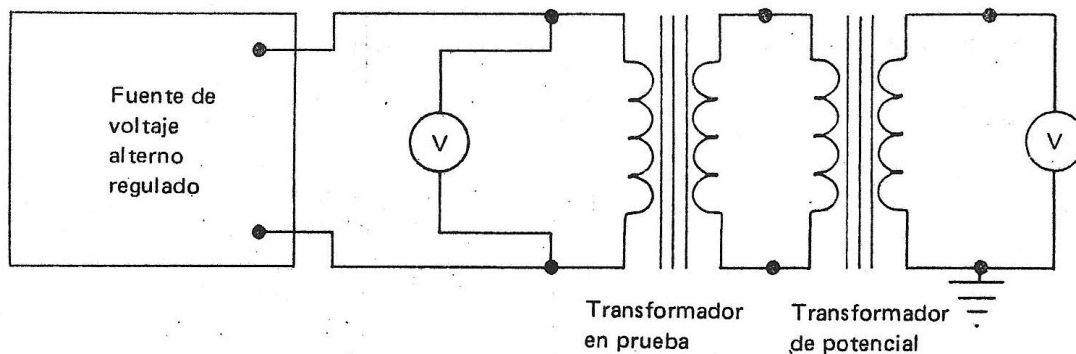 Fuente de
voltaje
alterno
regulado
V
V
Transformador
en prueba
Transformador
de potencial